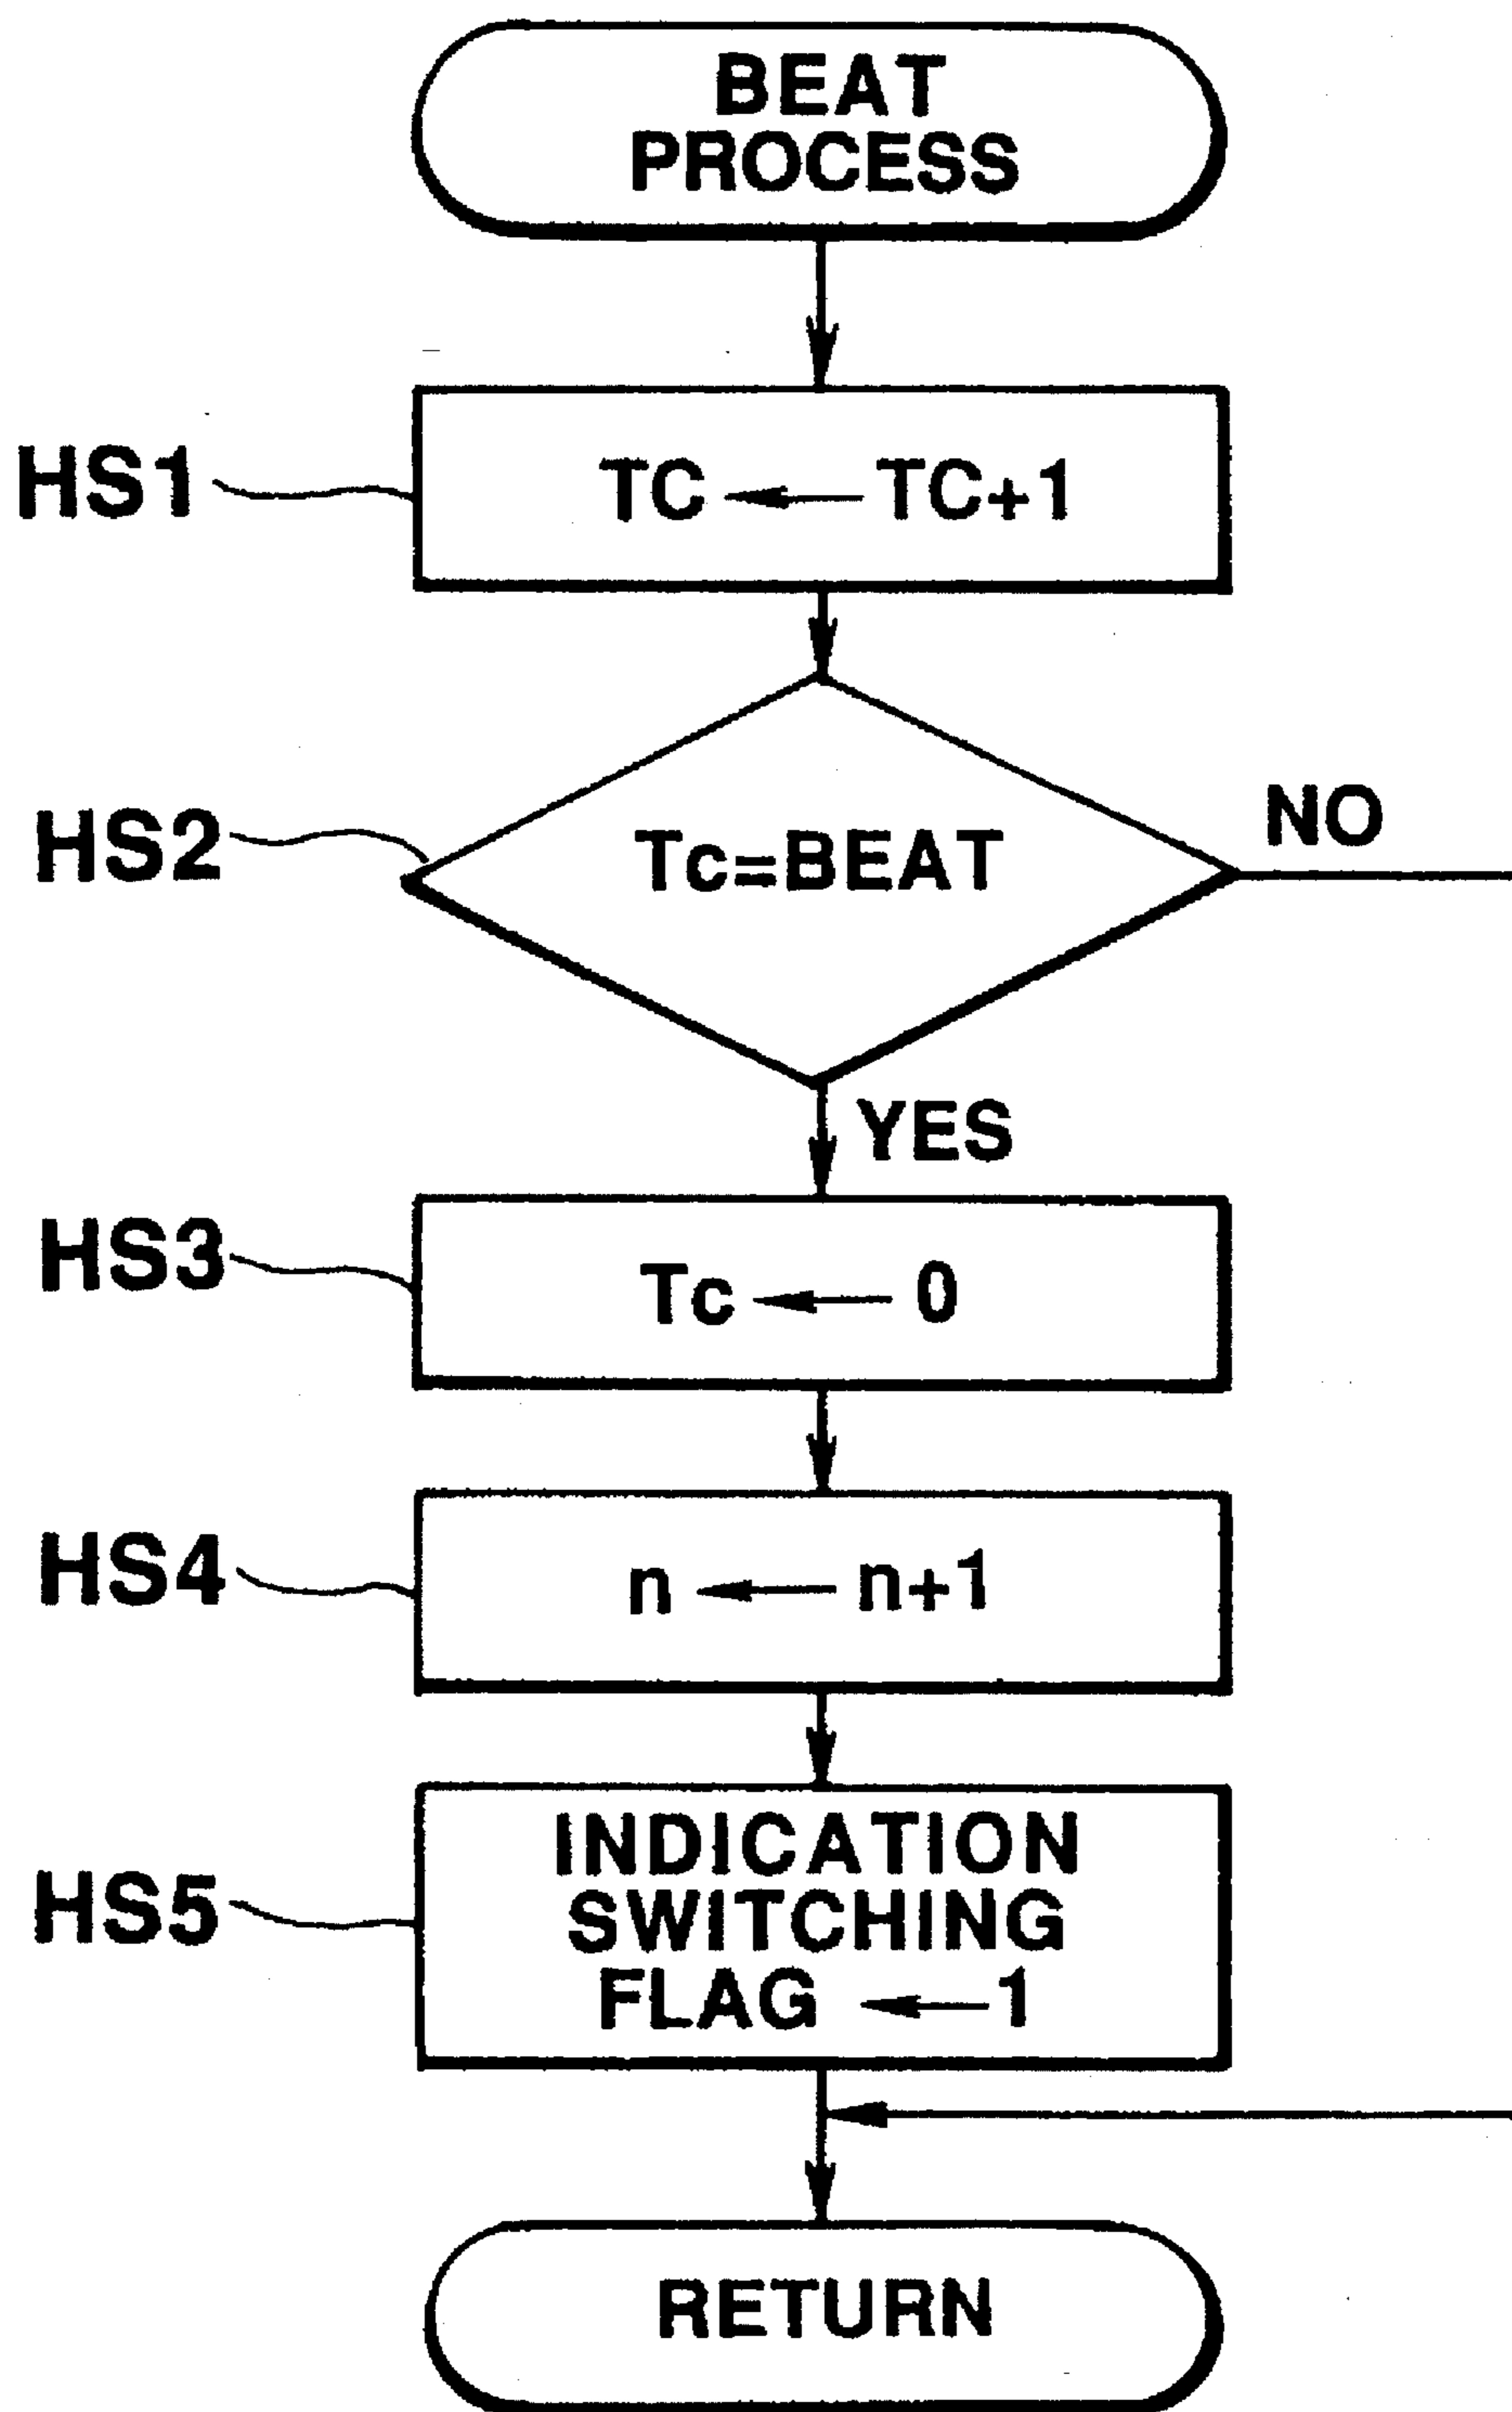 BEAT
PROCESS
HS1
TC ← TC+1
HS2
Tc=BEAT
NO
YES
HS3
Tc ← 0
HS4
n ← n+1
HS5
INDICATION
SWITCHING
FLAG ← 1
RETURN